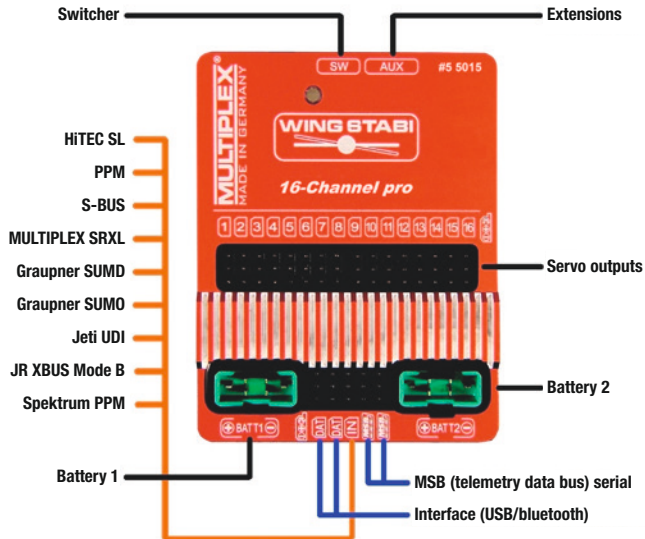 Switcher
Extensions
SW
AUX
#5 5015
MULTIPLEX®
MADE IN GERMANY
WING STABI
16-Channel pro
1 2 3 4 5 6 7 8 9 10 11 12 13 14 15 16
HiTEC SL
PPM
S-BUS
MULTIPLEX SRXL
Graupner SUMD
Graupner SUMO
Jeti UDI
JR XBUS Mode B
Spektrum PPM
Servo outputs
Battery 2
+ BATT1 -
DAT
DAT
IN
MSB
MSB
+ BATT2 -
Battery 1
MSB (telemetry data bus) serial
Interface (USB/bluetooth)